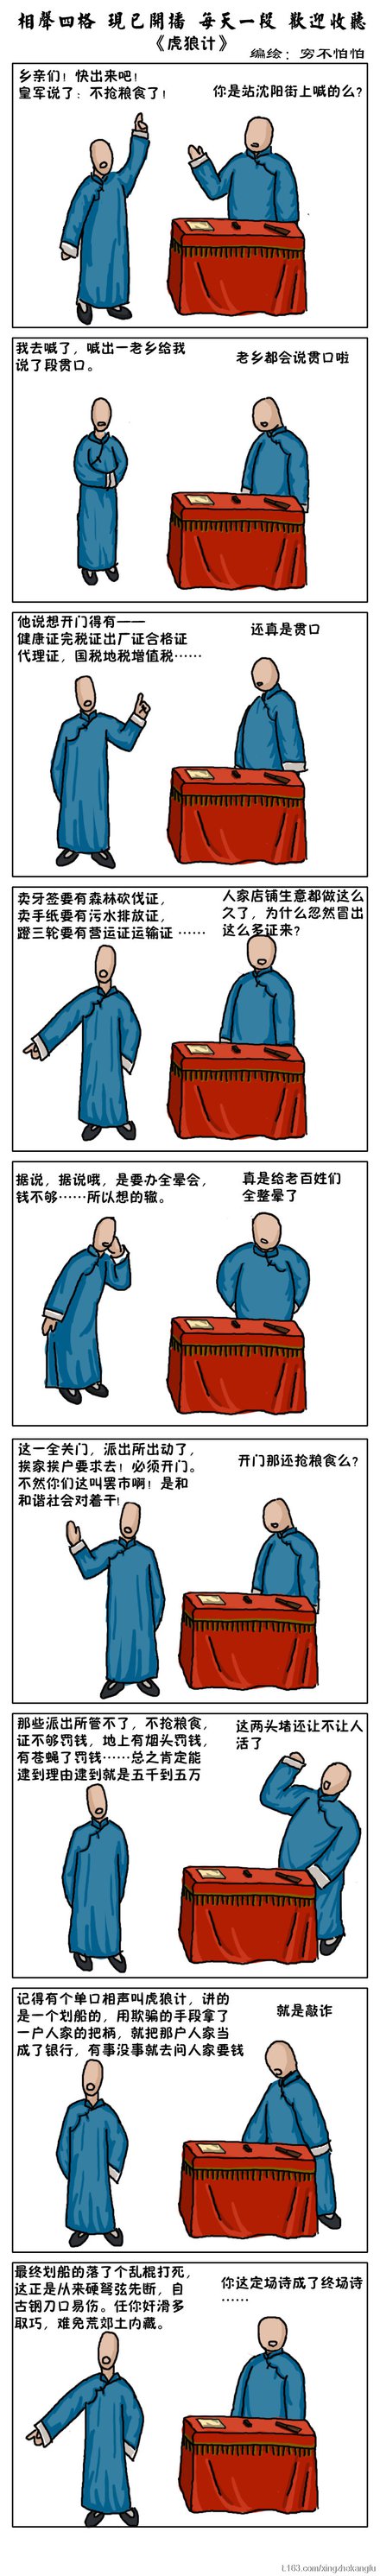 相聲四格 現已開播 每天一段 歡迎收聽
《虎狼计》
编绘：穷不怕怕
乡亲们！快出来吧！
皇军说了：不抢粮食了！
你是站沈阳街上喊的么？
我去喊了，喊出一老乡给我
说了段贯口。
老乡都会说贯口啦
他说想开门得有——
健康证完税证出厂证合格证
代理证，国税地税增值税……
还真是贯口
卖牙签要有森林砍伐证，
卖手纸要有污水排放证，
蹬三轮要有营运证运输证 ……
人家店铺生意都做这么
久了，为什么忽然冒出
这么多证来？
据说，据说哦，是要办全晕会，
钱不够……所以想的辙。
真是给老百姓们
全整晕了
这一全关门，派出所出动了，
挨家挨户要求去！必须开门。
不然你们这叫罢市啊！是和
和谐社会对着干！
开门那还抢粮食么？
那些派出所管不了，不抢粮食，
证不够罚钱，地上有烟头罚钱，
有苍蝇了罚钱……总之肯定能
逮到理由逮到就是五千到五万
这两头堵还让不让人
活了
记得有个单口相声叫虎狼计，讲的
是一个划船的，用欺骗的手段拿了
一户人家的把柄，就把那户人家当
成了银行，有事没事就去问人家要钱
就是敲诈
最终划船的落了个乱棍打死，
这正是从来硬弩弦先断，自
古钢刀口易伤。任你奸滑多
取巧，难免荒郊土内藏。
你这定场诗成了终场诗
……
t.163.com/xingzhekangfu